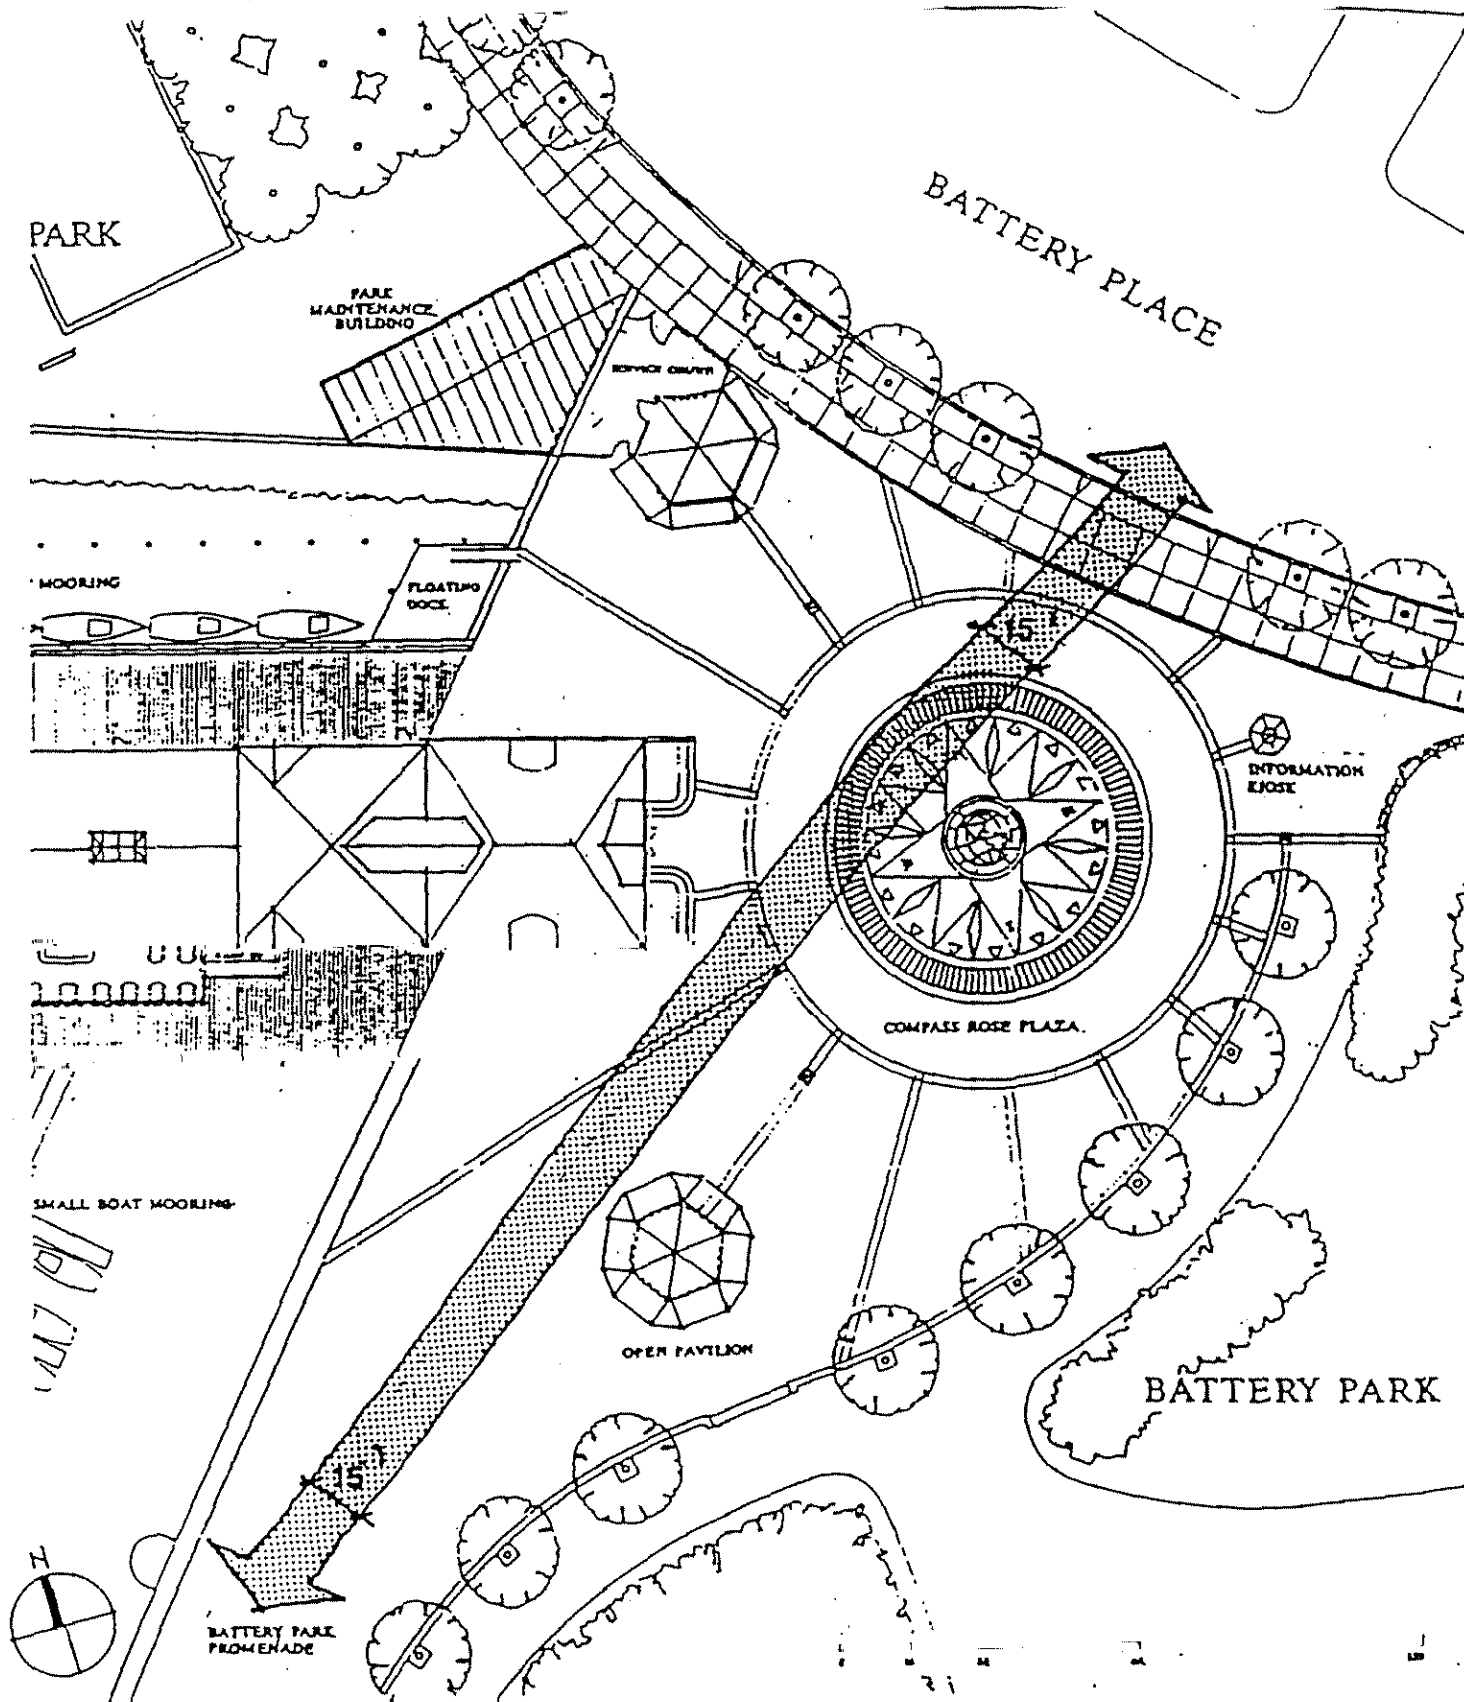 BATTERY PLACE
PARK
PARK
MAINTENANCE
BUILDING
MOORING
FLOATING
DOCK
15'
INFORMATION
KIOSK
COMPASS ROSE PLAZA
SMALL BOAT MOORING
OPEN PAVILION
BATTERY PARK
15'
N
BATTERY PARK
PROMENADE